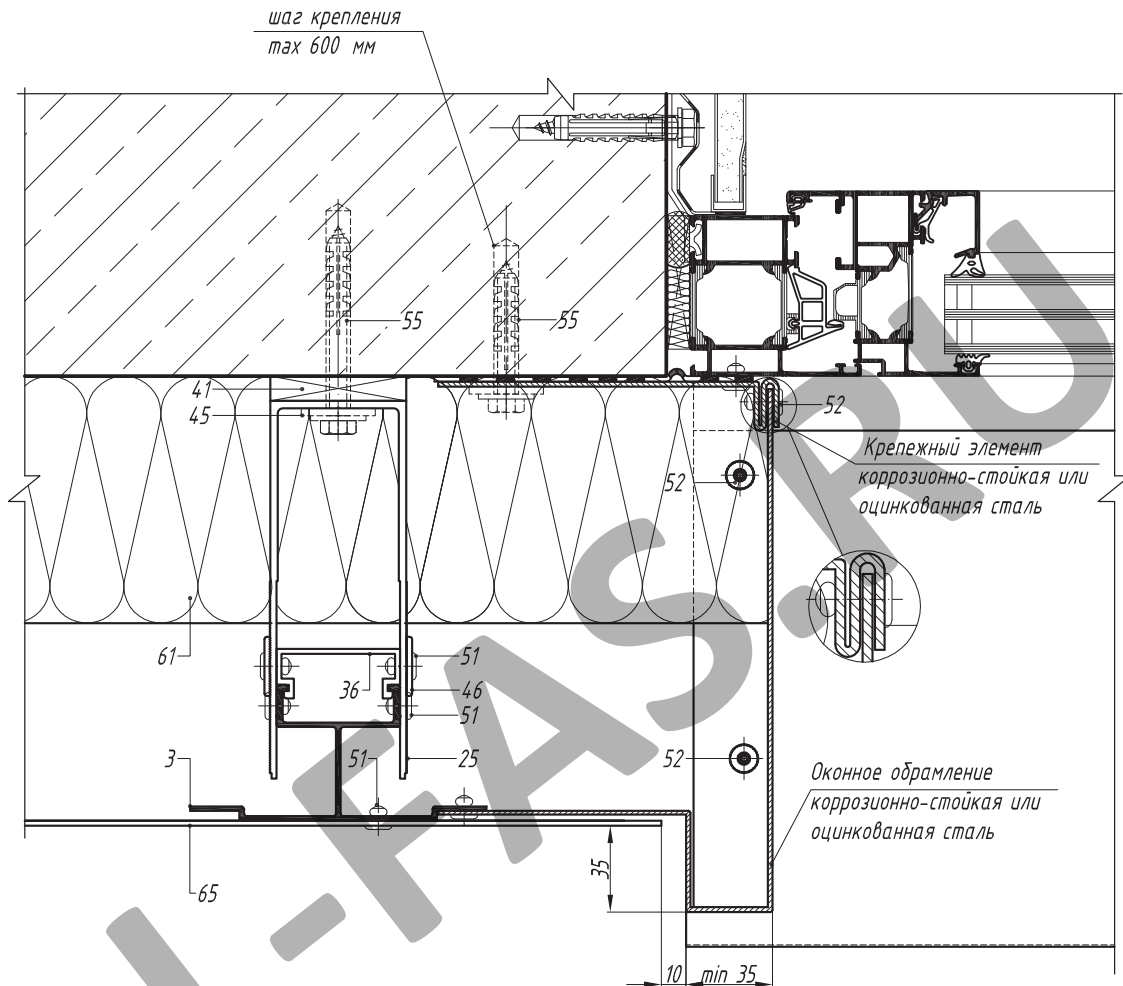 шаг крепления
max 600 мм
55
55
41
45
52
Крепежный элемент
коррозионно-стойкая или
оцинкованная сталь
52
61
51
36
46
51
3
51
25
52
Оконное обрамление
коррозионно-стойкая или
оцинкованная сталь
65
35
10
min 35
-FAS.RU